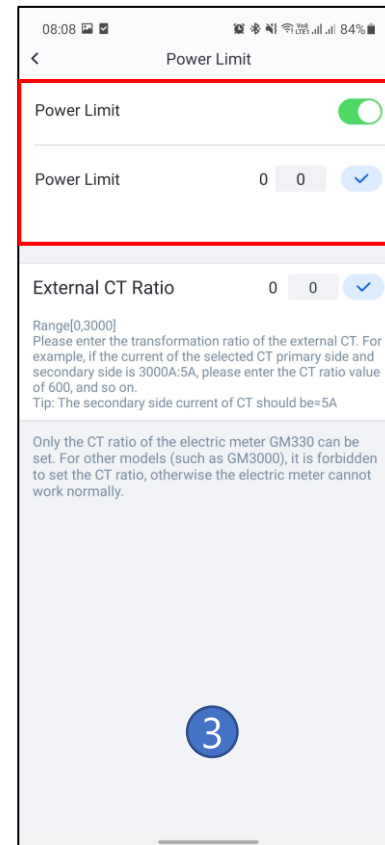 08:08 84%
Power Limit
Power Limit
Power Limit 0 0
External CT Ratio 0 0
Range[0,3000]
Please enter the transformation ratio of the external CT. For
example, if the current of the selected CT primary side and
secondary side is 3000A:5A, please enter the CT ratio value
of 600, and so on.
Tip: The secondary side current of CT should be=5A
Only the CT ratio of the electric meter GM330 can be
set. For other models (such as GM3000), it is forbidden
to set the CT ratio, otherwise the electric meter cannot
work normally.
3